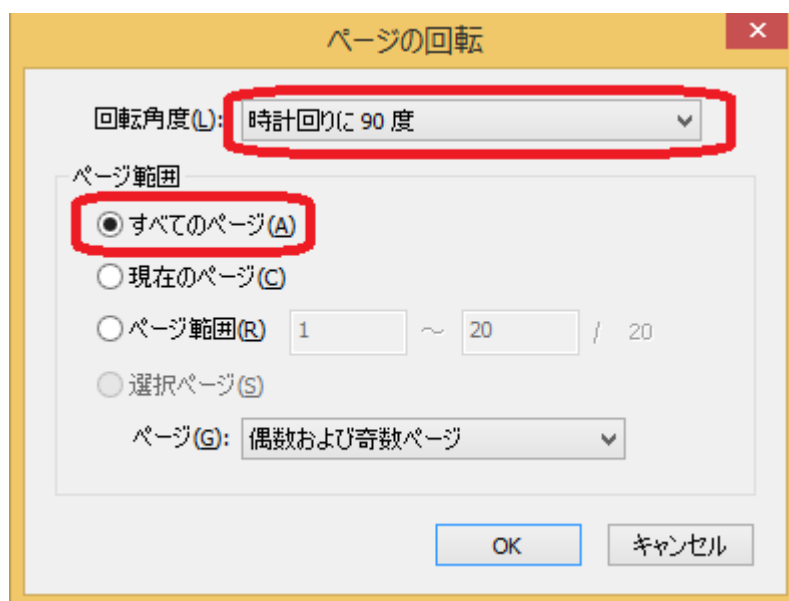 ページの回転
回転角度(L): 時計回りに 90 度
ページ範囲
すべてのページ(A)
現在のページ(C)
ページ範囲(R) 1 ～ 20 / 20
選択ページ(S)
ページ(G): 偶数および奇数ページ
OK キャンセル